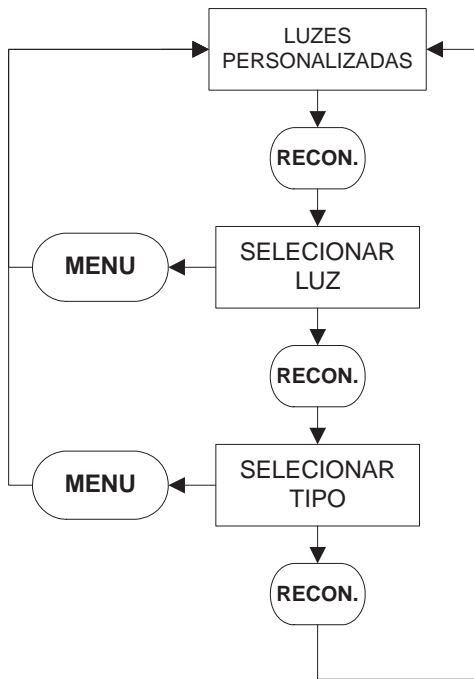 LUZES
PERSONALIZADAS
RECON.
MENU
SELECIONAR
LUZ
RECON.
MENU
SELECIONAR
TIPO
RECON.